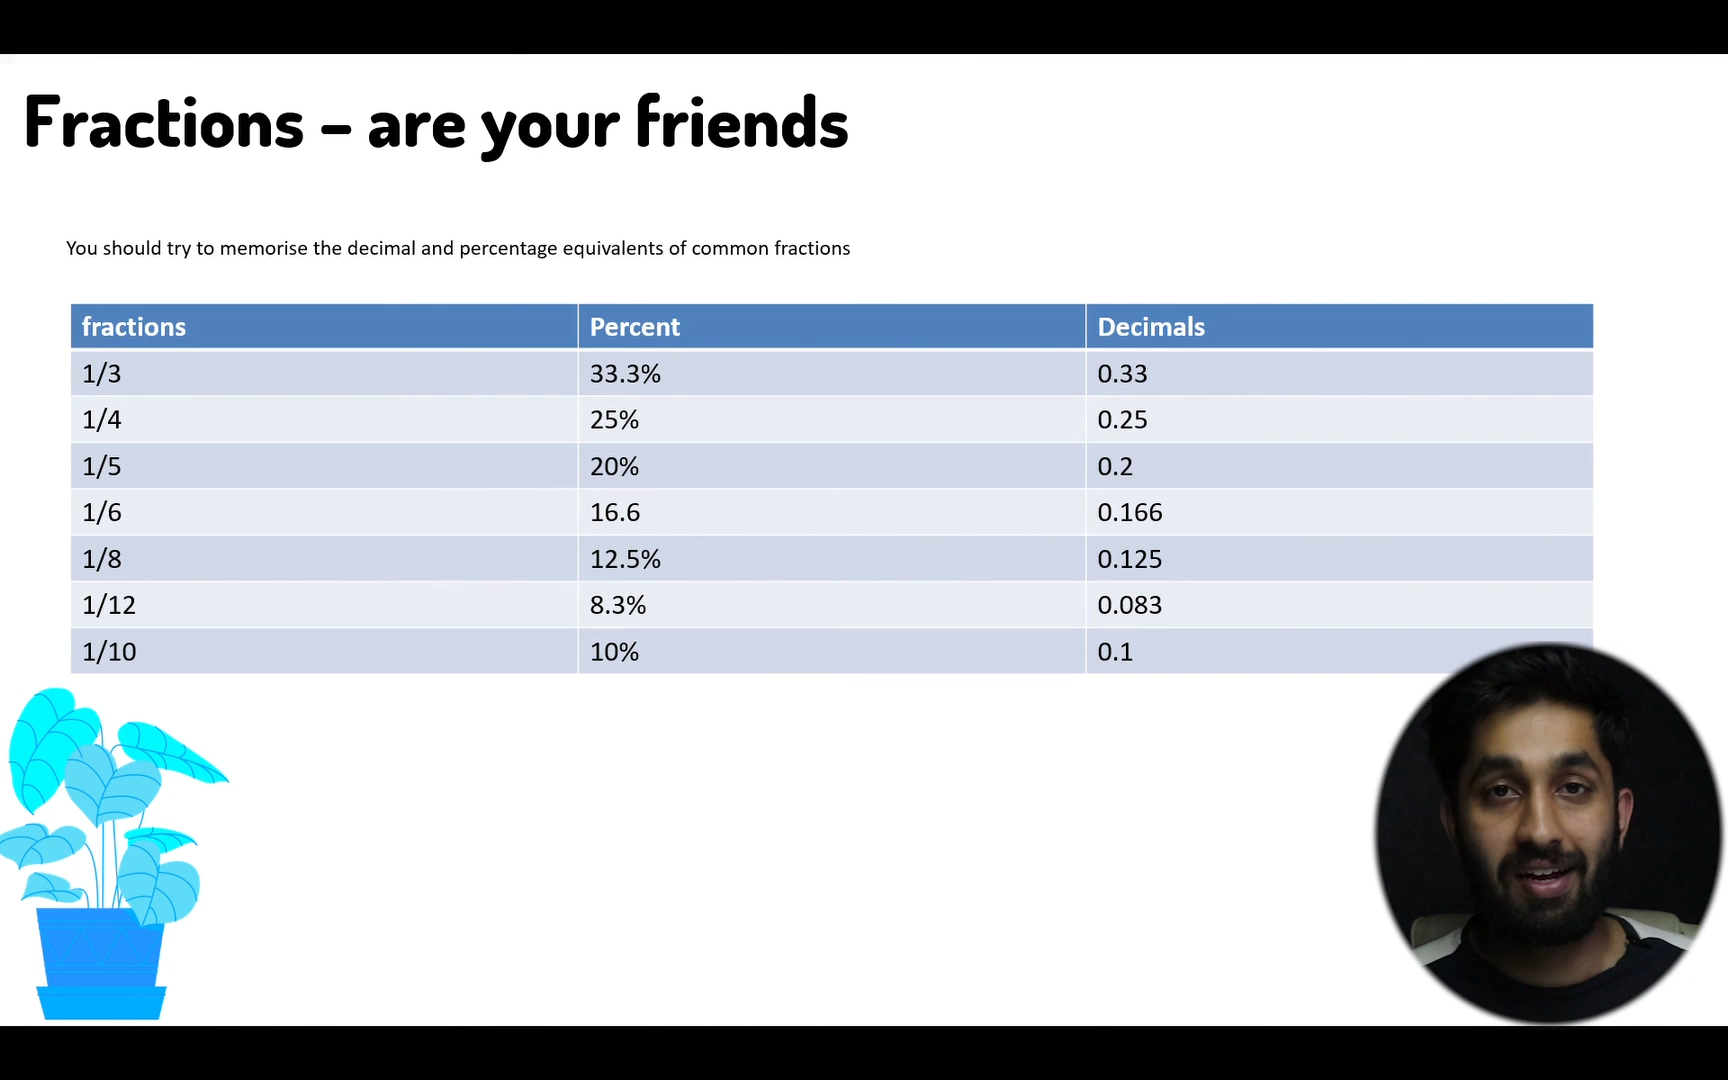 Fractions – are your friends
You should try to memorise the decimal and percentage equivalents of common fractions
fractions Percent Decimals
1/3 33.3% 0.33
1/4 25% 0.25
1/5 20% 0.2
1/6 16.6 0.166
1/8 12.5% 0.125
1/12 8.3% 0.083
1/10 10% 0.1